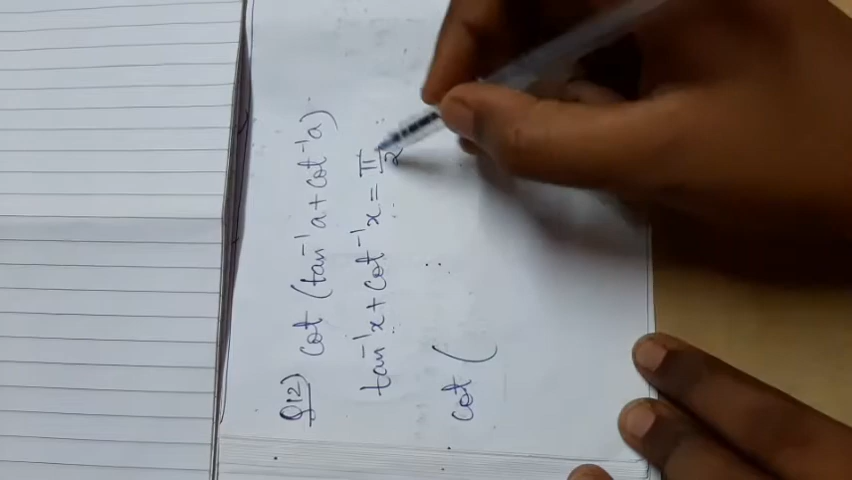 Q12) cot (tan⁻¹a + cot⁻¹a)
tan⁻¹x + cot⁻¹x = π/2
cot (